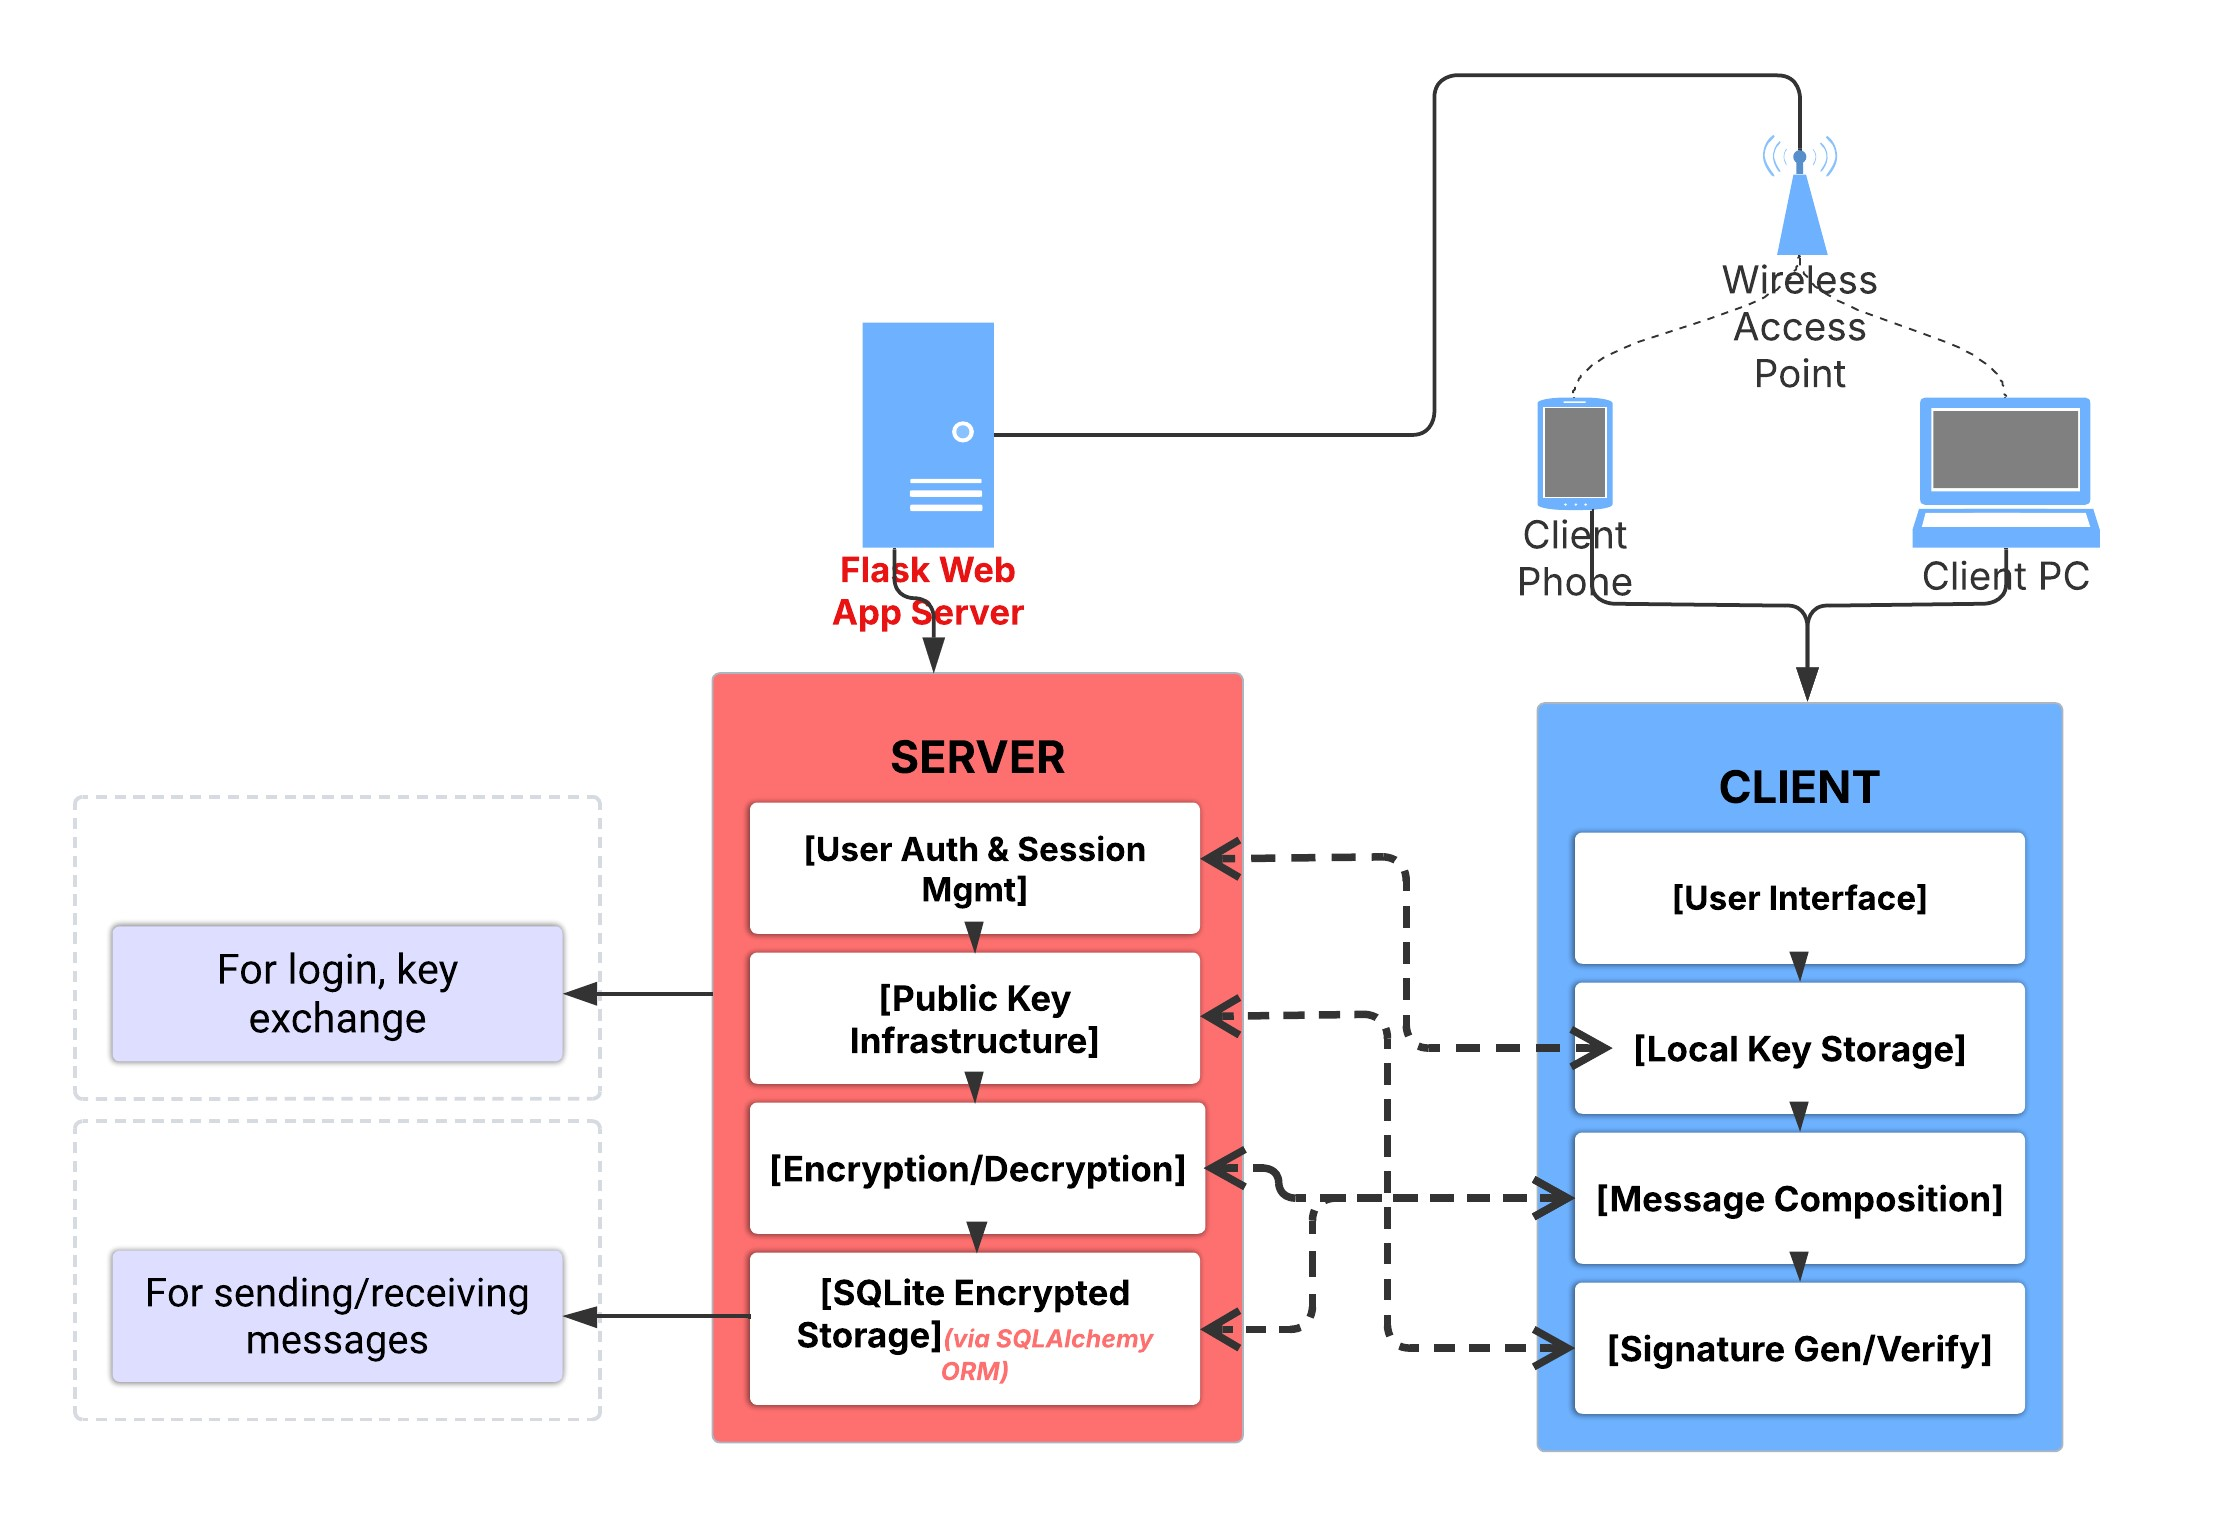 Wireless
Access
Point
Client
Phone
Client PC
Flask Web
App Server
SERVER
[User Auth & Session
Mgmt]
[Public Key
Infrastructure]
[Encryption/Decryption]
[SQLite Encrypted
Storage](via SQLAlchemy
ORM)
CLIENT
[User Interface]
[Local Key Storage]
[Message Composition]
[Signature Gen/Verify]
For login, key
exchange
For sending/receiving
messages